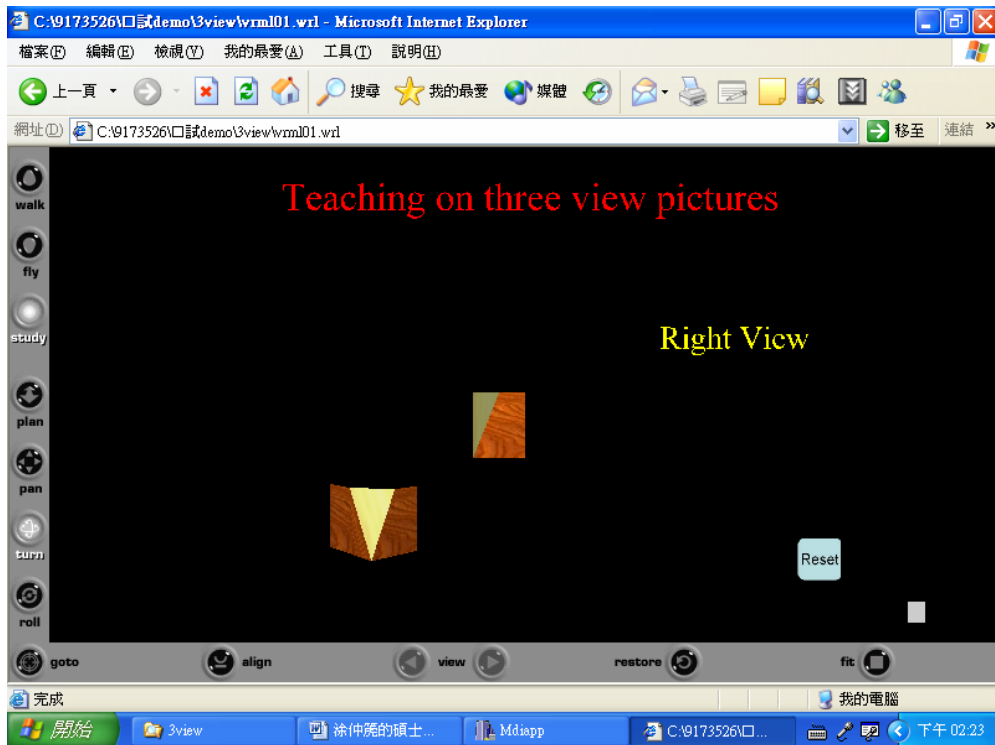 C:\9173526\口試demo\3view\vrml01.wrl - Microsoft Internet Explorer
檔案(F) 編輯(E) 檢視(V) 我的最愛(A) 工具(T) 說明(H)
上一頁 搜尋 我的最愛 媒體
網址(D) C:\9173526\口試demo\3view\vrml01.wrl 移至 連結 »
Teaching on three view pictures
Right View
walk
fly
study
plan
pan
turn
roll
Reset
goto align view restore fit
完成 我的電腦
開始 3view 徐仲 的碩士... Mdiapp C:\9173526\口... 下午 02:23